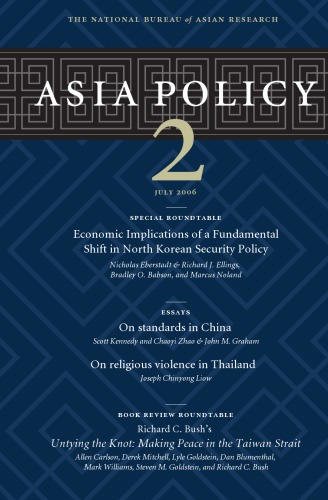 THE NATIONAL BUREAU of ASIAN RESEARCH
ASIA POLICY
2
JULY 2006
SPECIAL ROUNDTABLE
Economic Implications of a Fundamental
Shift in North Korean Security Policy
Nicholas Eberstadt & Richard J. Ellings,
Bradley O. Babson, and Marcus Noland
ESSAYS
On standards in China
Scott Kennedy and Chaoyi Zhao & John M. Graham
On religious violence in Thailand
Joseph Chinyong Liow
BOOK REVIEW ROUNDTABLE
Richard C. Bush's
Untying the Knot: Making Peace in the Taiwan Strait
Allen Carlson, Derek Mitchell, Lyle Goldstein, Dan Blumenthal,
Mark Williams, Steven M. Goldstein, and Richard C. Bush